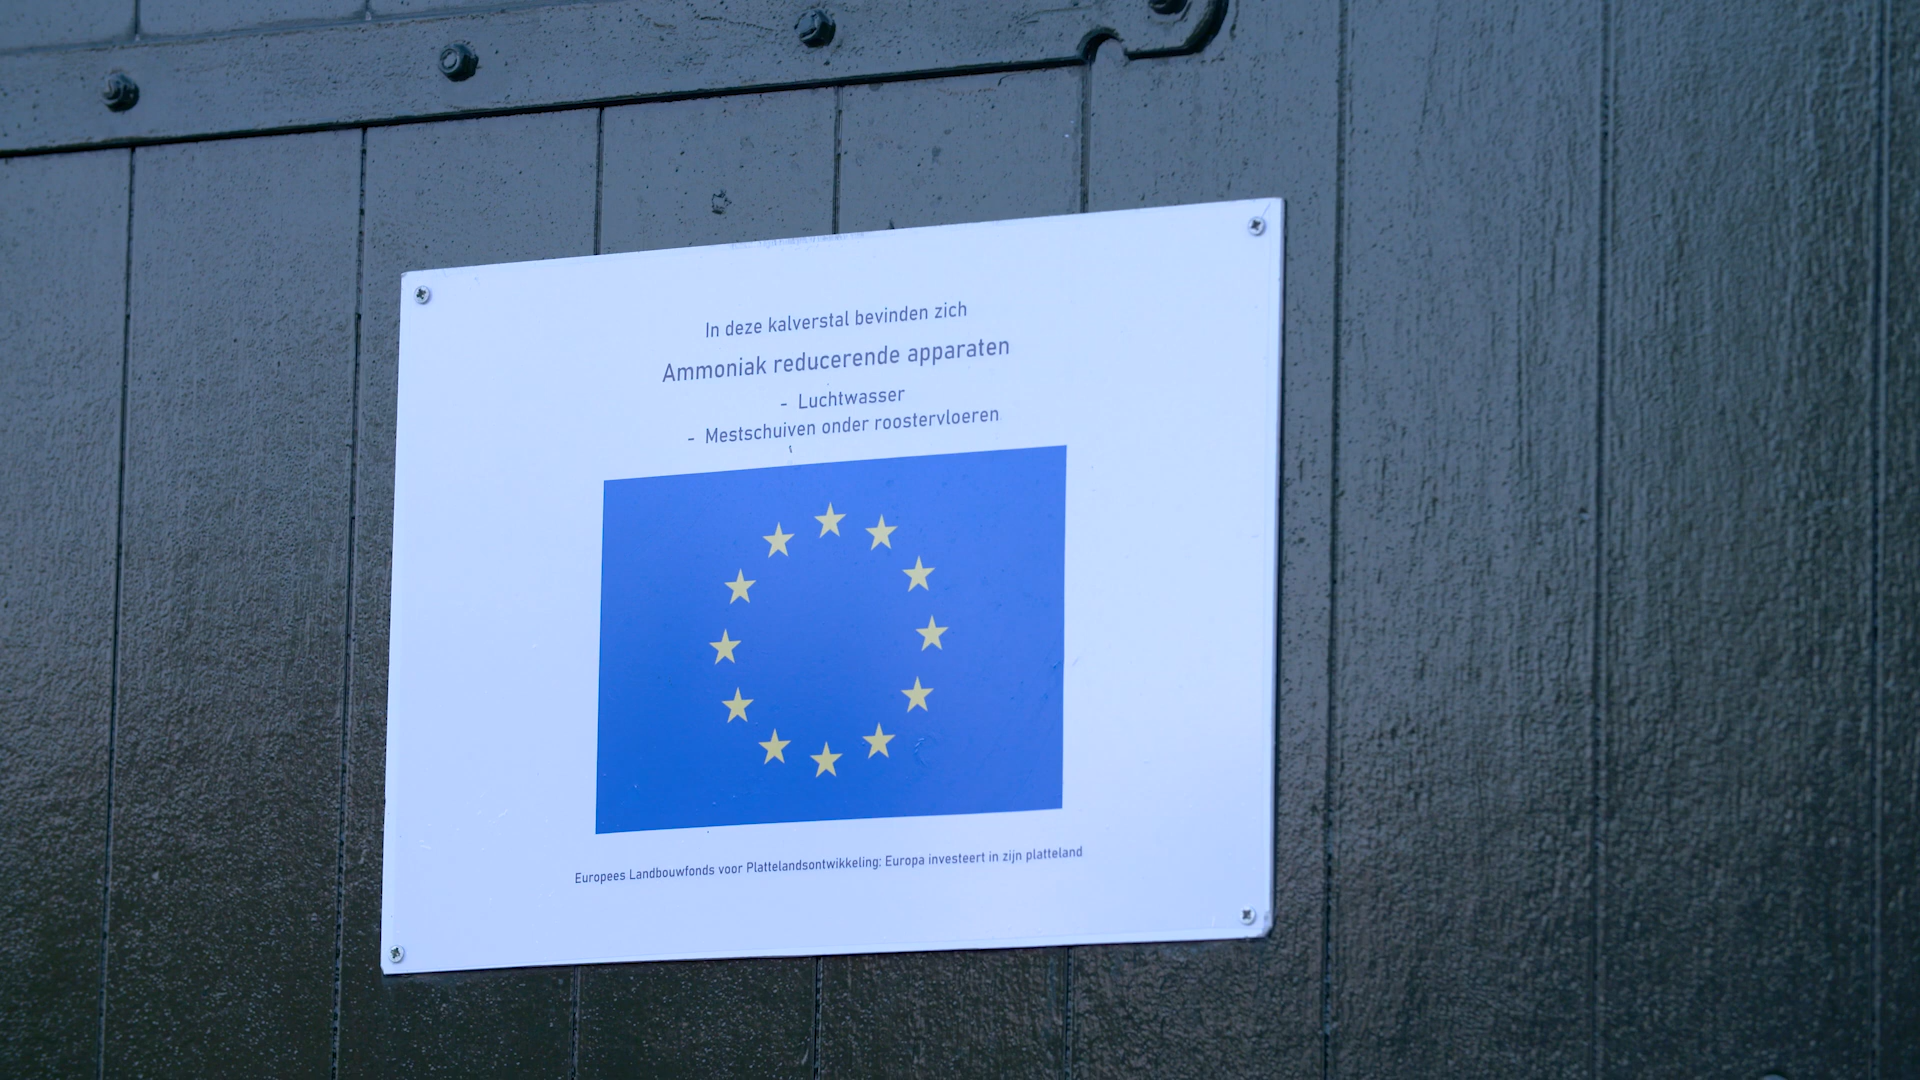 In deze kalverstal bevinden zich
Ammoniak reducerende apparaten
- Luchtwasser
- Mestschuiven onder roostervloeren
Europees Landbouwfonds voor Plattelandsontwikkeling: Europa investeert in zijn platteland